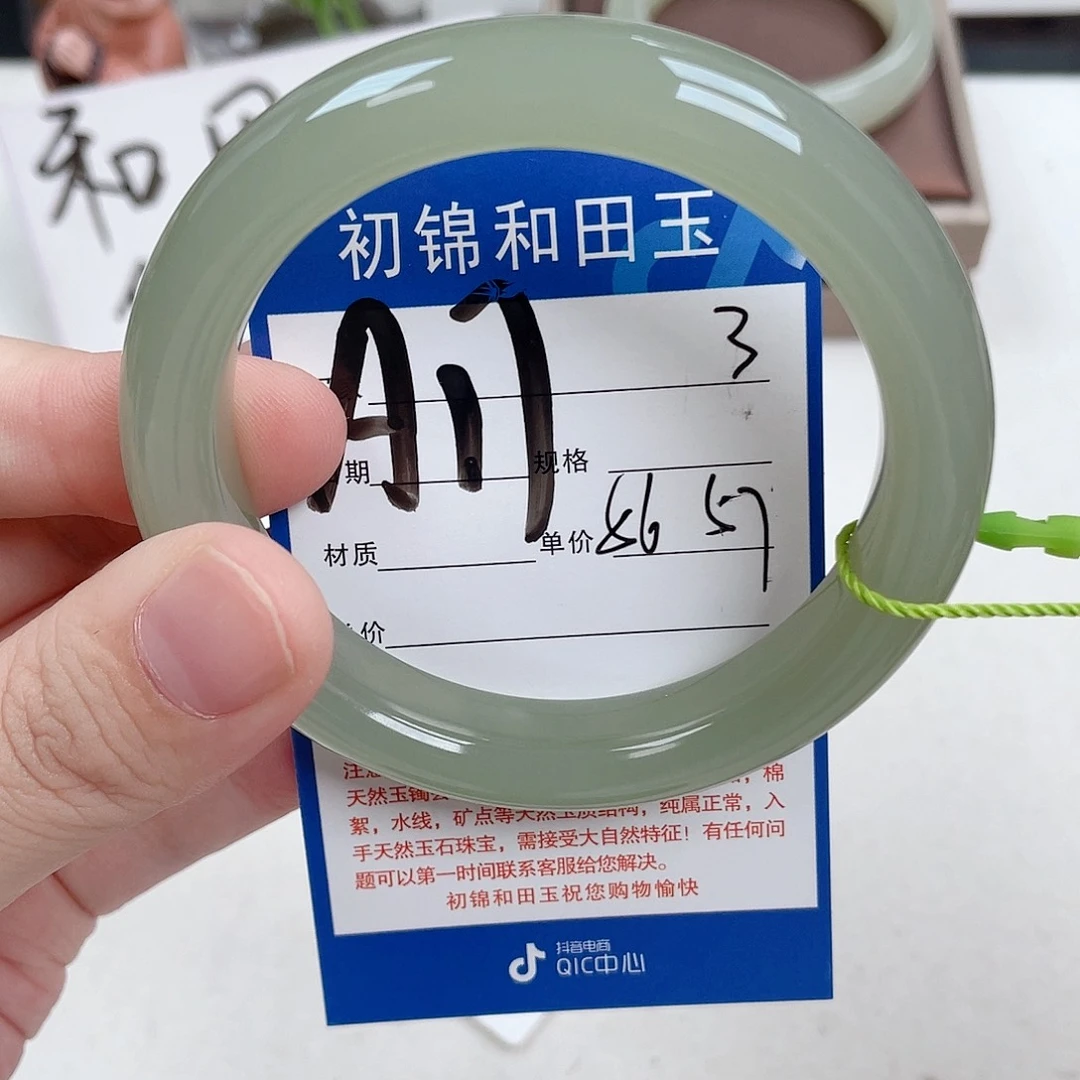 和田
初锦和田玉
3
期 规格
材质 单价 86 57
价
天然玉镯 棉
絮，水线，矿点等天然玉质结构，纯属正常，入
手天然玉石珠宝，需接受大自然特征！有任何问
题可以第一时间联系客服给您解决。
初锦和田玉祝您购物愉快
抖音电商
QIC中心